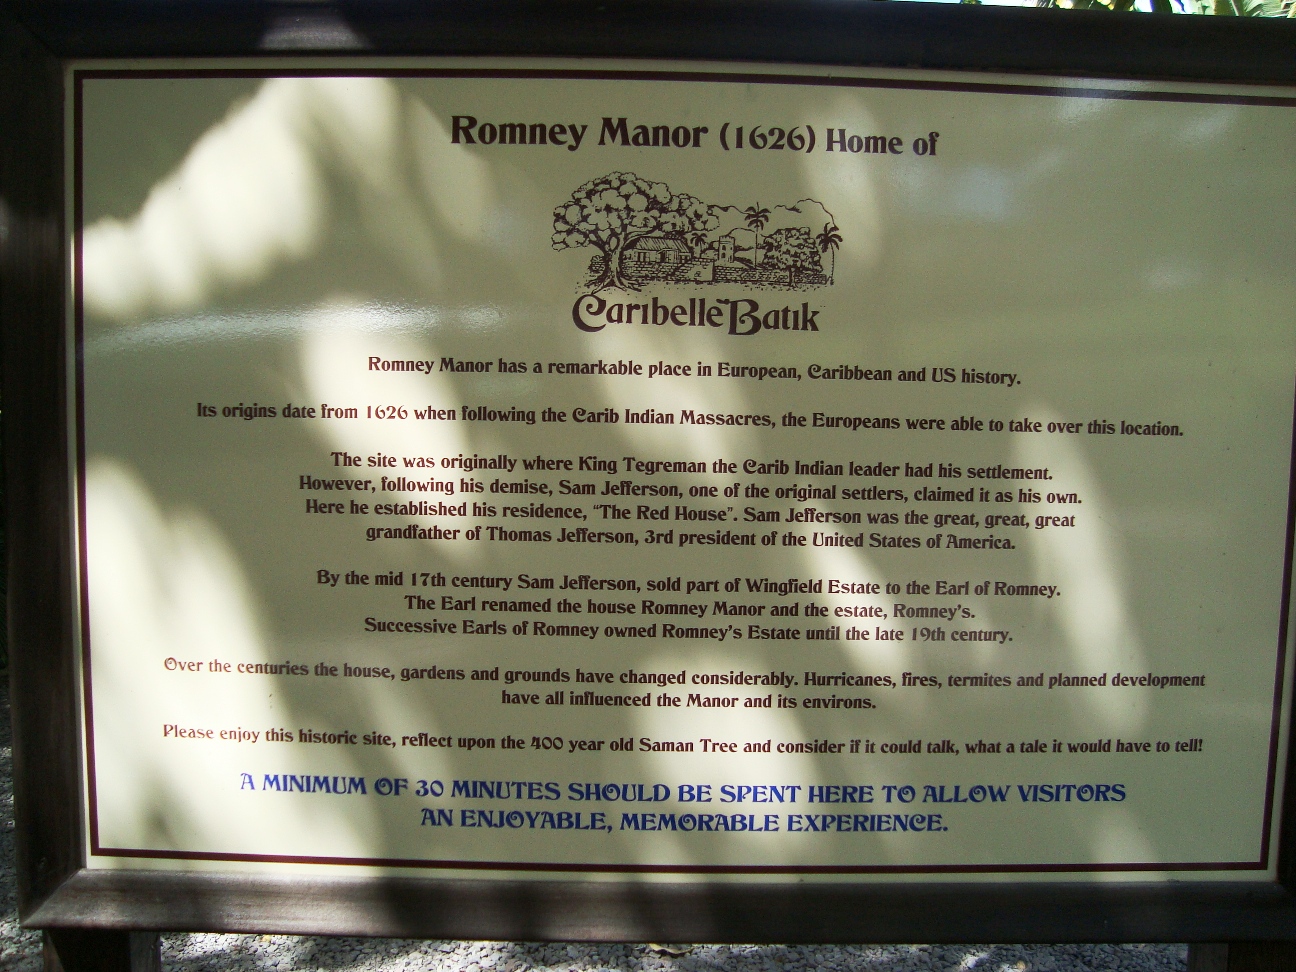 Romney Manor (1626) Home of
Caribelle Batik
Romney Manor has a remarkable place in European, Caribbean and US history.
Its origins date from 1626 when following the Carib Indian Massacres, the Europeans were able to take over this location.
The site was originally where King Tegreman the Carib Indian leader had his settlement.
However, following his demise, Sam Jefferson, one of the original settlers, claimed it as his own.
Here he established his residence, "The Red House". Sam Jefferson was the great, great, great
grandfather of Thomas Jefferson, 3rd president of the United States of America.
By the mid 17th century Sam Jefferson, sold part of Wingfield Estate to the Earl of Romney.
The Earl renamed the house Romney Manor and the estate, Romney's.
Successive Earls of Romney owned Romney's Estate until the late 19th century.
Over the centuries the house, gardens and grounds have changed considerably. Hurricanes, fires, termites and planned development
have all influenced the Manor and its environs.
Please enjoy this historic site, reflect upon the 400 year old Saman Tree and consider if it could talk, what a tale it would have to tell!
A MINIMUM OF 30 MINUTES SHOULD BE SPENT HERE TO ALLOW VISITORS
AN ENJOYABLE, MEMORABLE EXPERIENCE.